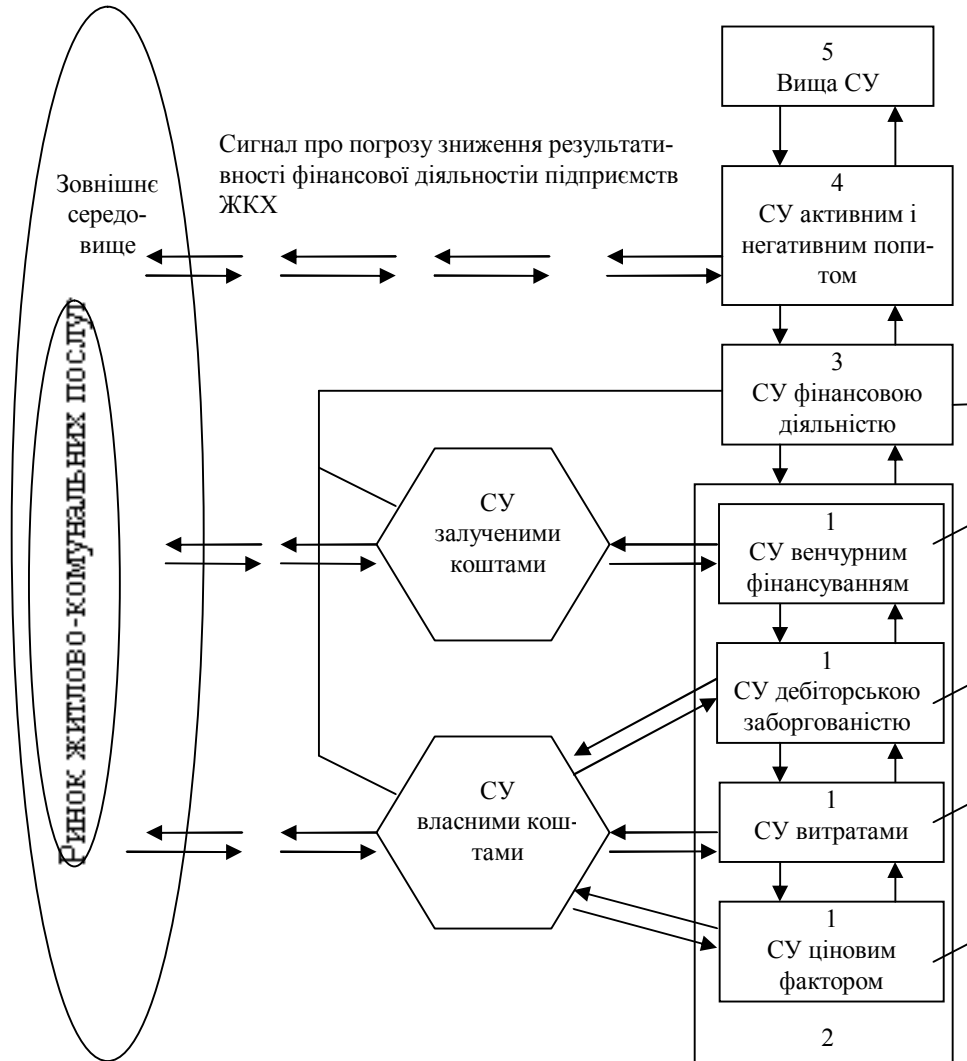 5
Вища СУ
Сигнал про погрозу зниження результати-
вності фінансової діяльностіи підприємств
ЖКХ
Зовнішнє
середо-
вище
4
СУ активним і
негативним попи-
том
3
СУ фінансовою
діяльністю
СУ
залученими
коштами
1
СУ венчурним
фінансуванням
1
СУ дебіторською
заборгованістю
СУ
власними кош-
тами
1
СУ витратами
1
СУ ціновим
фактором
2
Ринок житлово-комунальних послуг